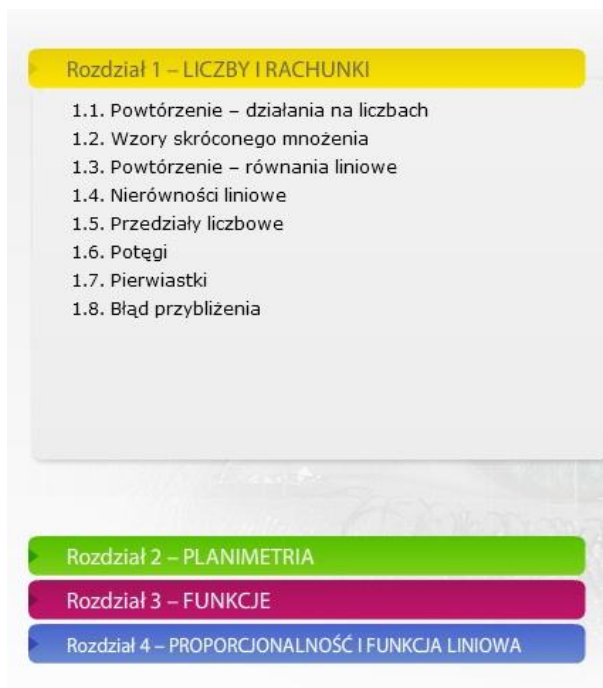 Rozdział 1 – LICZBY I RACHUNKI
1.1. Powtórzenie – działania na liczbach
1.2. Wzory skróconego mnożenia
1.3. Powtórzenie – równania liniowe
1.4. Nierówności liniowe
1.5. Przedziały liczbowe
1.6. Potęgi
1.7. Pierwiastki
1.8. Błąd przybliżenia
Rozdział 2 – PLANIMETRIA
Rozdział 3 – FUNKCJE
Rozdział 4 – PROPORCJONALNOŚĆ I FUNKCJA LINIOWA